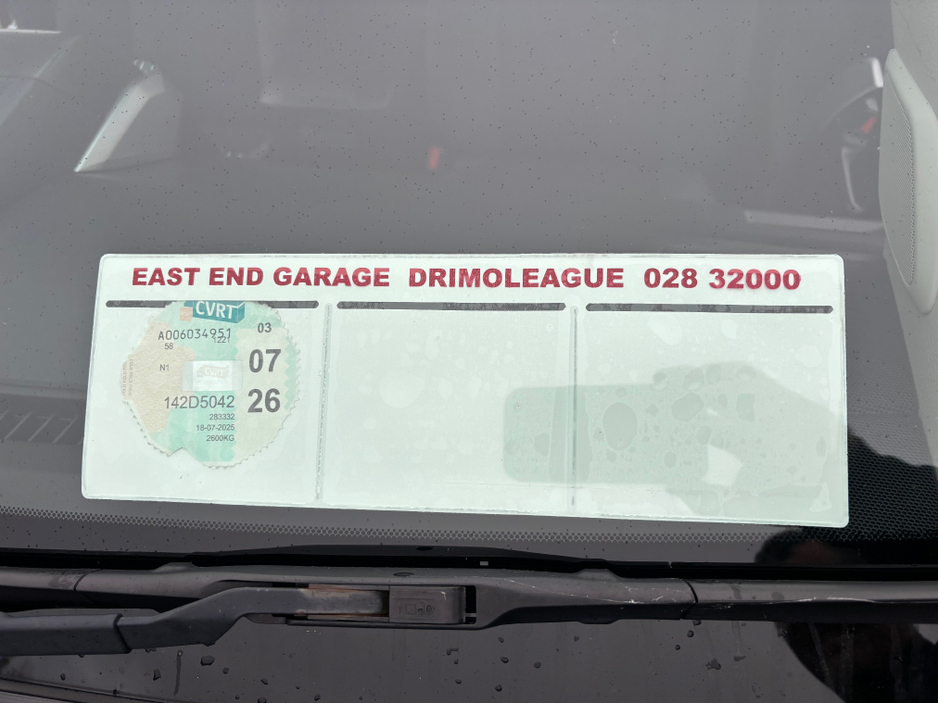 EAST END GARAGE DRIMOLEAGUE 028 32000
CVRT
A006034951 03
1221
58
N1 07
142D5042 26
283332
18-07-2025
2600KG